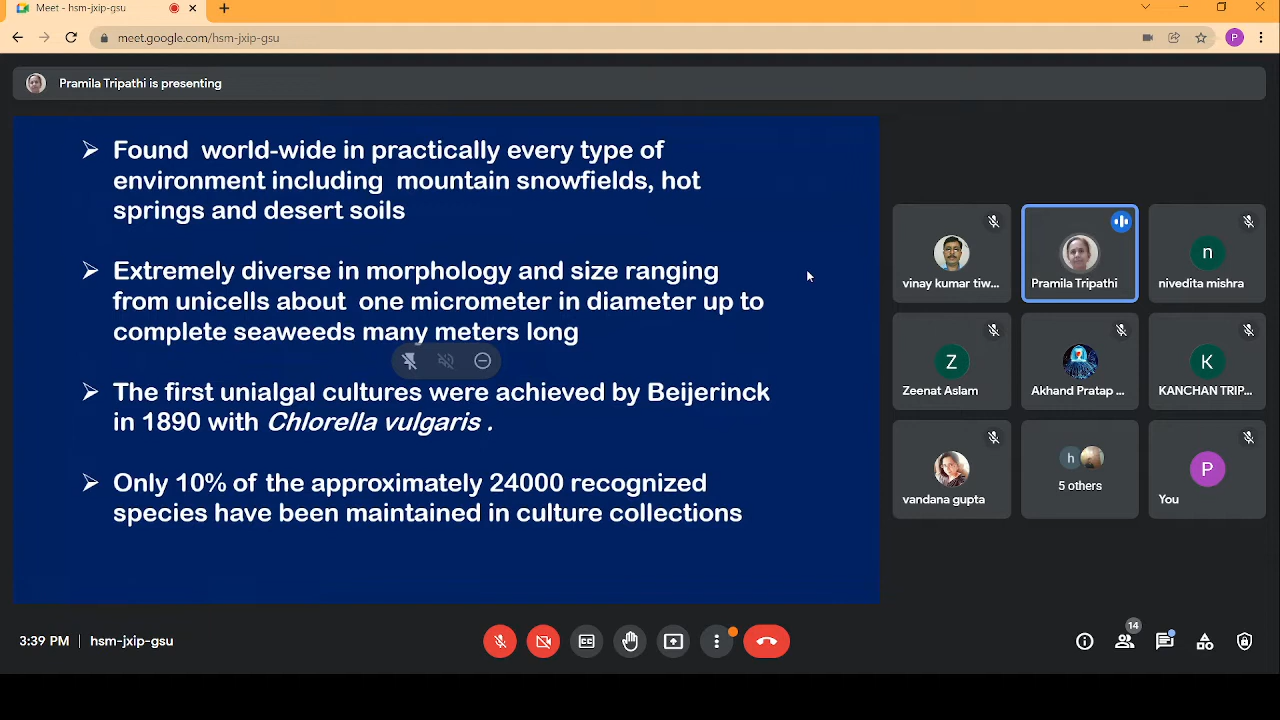 Meet - hsm-jxip-gsu
meet.google.com/hsm-jxip-gsu
P
Pramila Tripathi is presenting
➢ Found world-wide in practically every type of
environment including mountain snowfields, hot
springs and desert soils
➢ Extremely diverse in morphology and size ranging
from unicells about one micrometer in diameter up to
complete seaweeds many meters long
➢ The first unialgal cultures were achieved by Beijerinck
in 1890 with Chlorella vulgaris .
➢ Only 10% of the approximately 24000 recognized
species have been maintained in culture collections
vinay kumar tiw...
Pramila Tripathi
n
nivedita mishra
Z
Zeenat Aslam
Akhand Pratap ...
K
KANCHAN TRIP...
vandana gupta
h
5 others
P
You
3:39 PM | hsm-jxip-gsu
CC
14